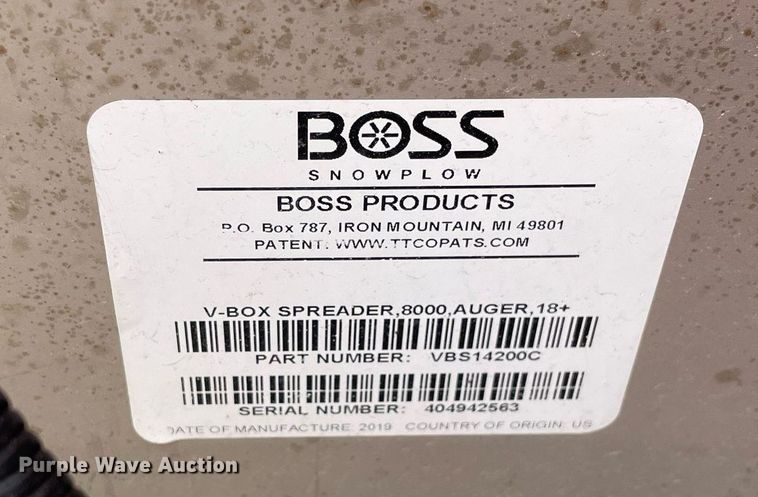 BOSS
SNOWPLOW
BOSS PRODUCTS
P.O. Box 787, IRON MOUNTAIN, MI 49801
PATENT: WWW.TTCOPATS.COM
V-BOX SPREADER,8000,AUGER,18+
PART NUMBER: VBS14200C
SERIAL NUMBER: 404942563
DATE OF MANUFACTURE: 2019 COUNTRY OF ORIGIN: US
Purple Wave Auction